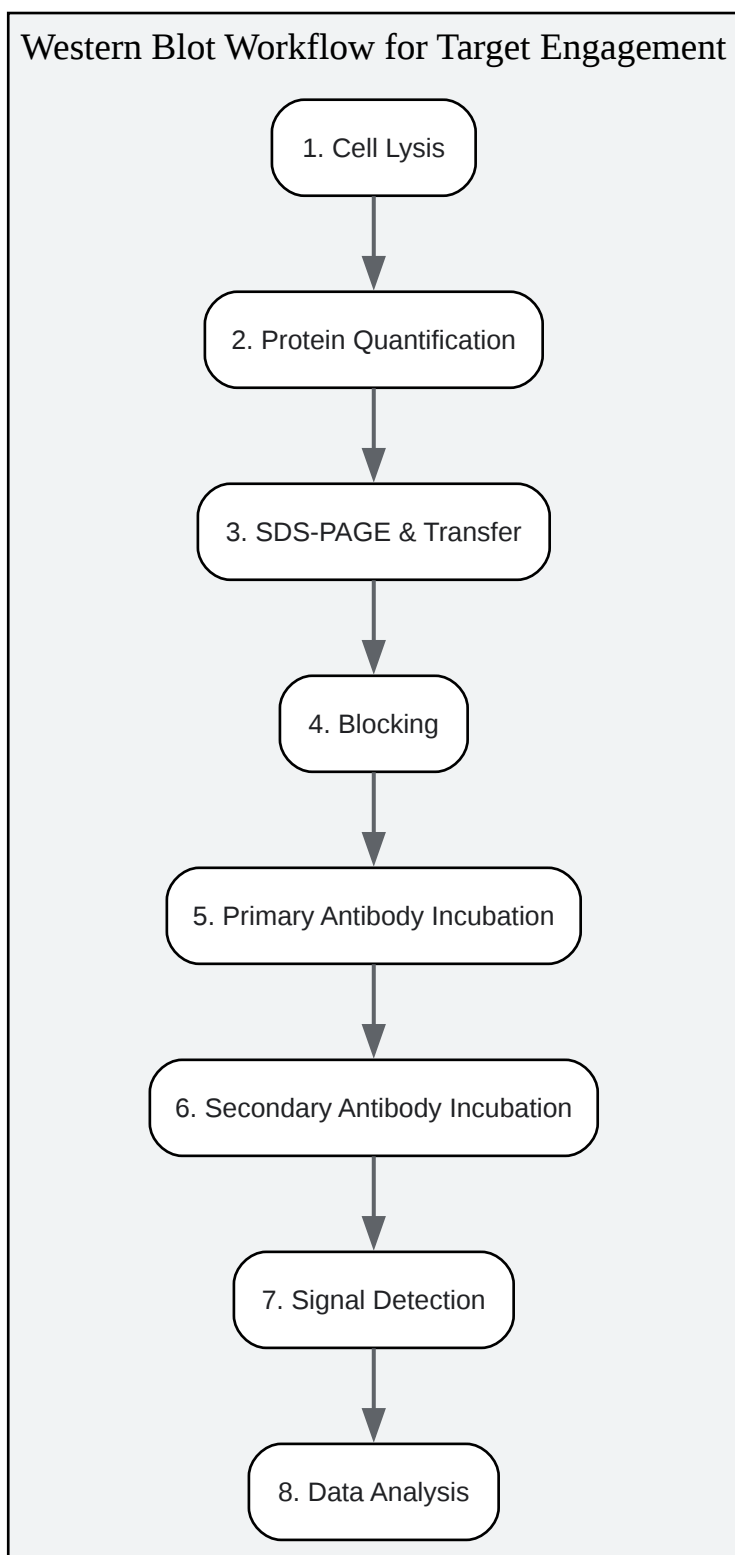 Western Blot Workflow for Target Engagement
1. Cell Lysis
2. Protein Quantification
3. SDS-PAGE & Transfer
4. Blocking
5. Primary Antibody Incubation
6. Secondary Antibody Incubation
7. Signal Detection
8. Data Analysis